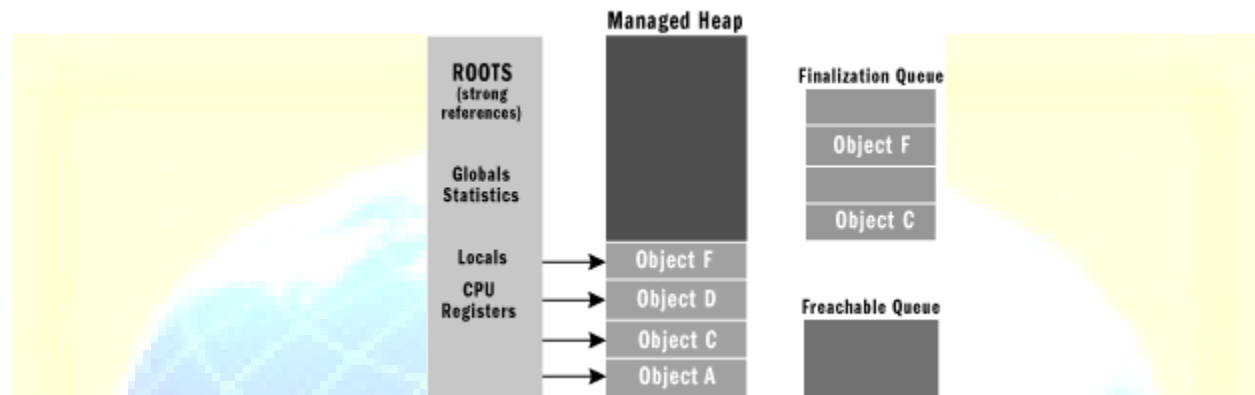 Managed Heap
ROOTS
(strong
references)
Globals
Statistics
Locals
CPU
Registers
Object F
Object D
Object C
Object A
Finalization Queue
Object F
Object C
Freachable Queue